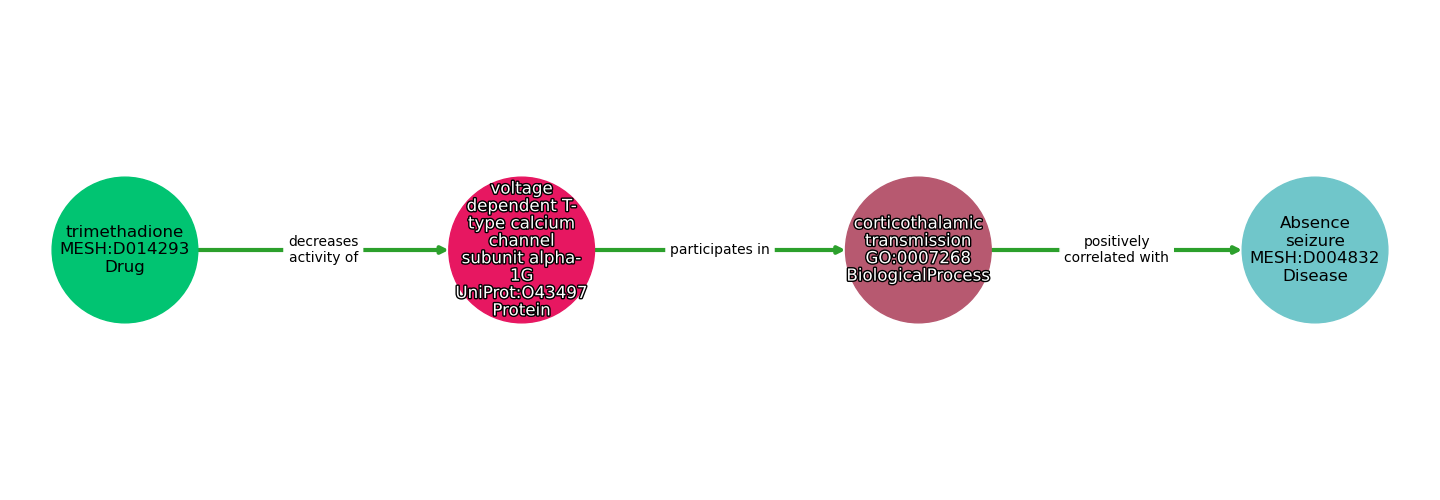 trimethadione
MESH:D014293
Drug
decreases
activity of
voltage
dependent T-
type calcium
channel
subunit alpha-
1G
UniProt:O43497
Protein
participates in
corticothalamic
transmission
GO:0007268
BiologicalProcess
positively
correlated with
Absence
seizure
MESH:D004832
Disease